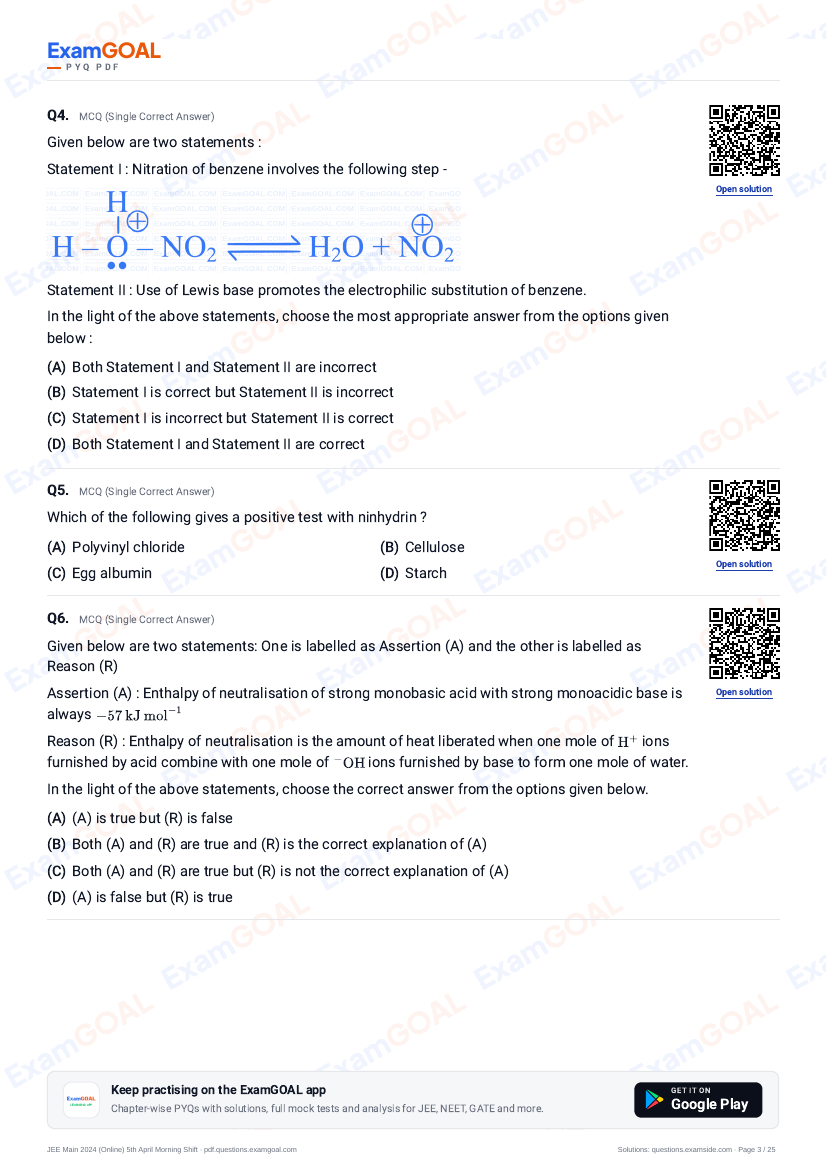 ExamGOAL
PYQ PDF
Q4. MCQ (Single Correct Answer)
Open solution
Given below are two statements :
Statement I : Nitration of benzene involves the following step -
H
|⊕
H – O – NO₂ ⇌ H₂O + N⊕O₂
••
Statement II : Use of Lewis base promotes the electrophilic substitution of benzene.
In the light of the above statements, choose the most appropriate answer from the options given
below :
(A) Both Statement I and Statement II are incorrect
(B) Statement I is correct but Statement II is incorrect
(C) Statement I is incorrect but Statement II is correct
(D) Both Statement I and Statement II are correct
Q5. MCQ (Single Correct Answer)
Open solution
Which of the following gives a positive test with ninhydrin ?
(A) Polyvinyl chloride (B) Cellulose
(C) Egg albumin (D) Starch
Q6. MCQ (Single Correct Answer)
Open solution
Given below are two statements: One is labelled as Assertion (A) and the other is labelled as
Reason (R)
Assertion (A) : Enthalpy of neutralisation of strong monobasic acid with strong monoacidic base is
always −57 kJ mol⁻¹
Reason (R) : Enthalpy of neutralisation is the amount of heat liberated when one mole of H⁺ ions
furnished by acid combine with one mole of ⁻OH ions furnished by base to form one mole of water.
In the light of the above statements, choose the correct answer from the options given below.
(A) (A) is true but (R) is false
(B) Both (A) and (R) are true and (R) is the correct explanation of (A)
(C) Both (A) and (R) are true but (R) is not the correct explanation of (A)
(D) (A) is false but (R) is true
ExamGOAL
Keep practising on the ExamGOAL app
Chapter-wise PYQs with solutions, full mock tests and analysis for JEE, NEET, GATE and more.
GET IT ON
Google Play
JEE Main 2024 (Online) 5th April Morning Shift · pdf.questions.examgoal.com
Solutions: questions.examside.com · Page 3 / 25